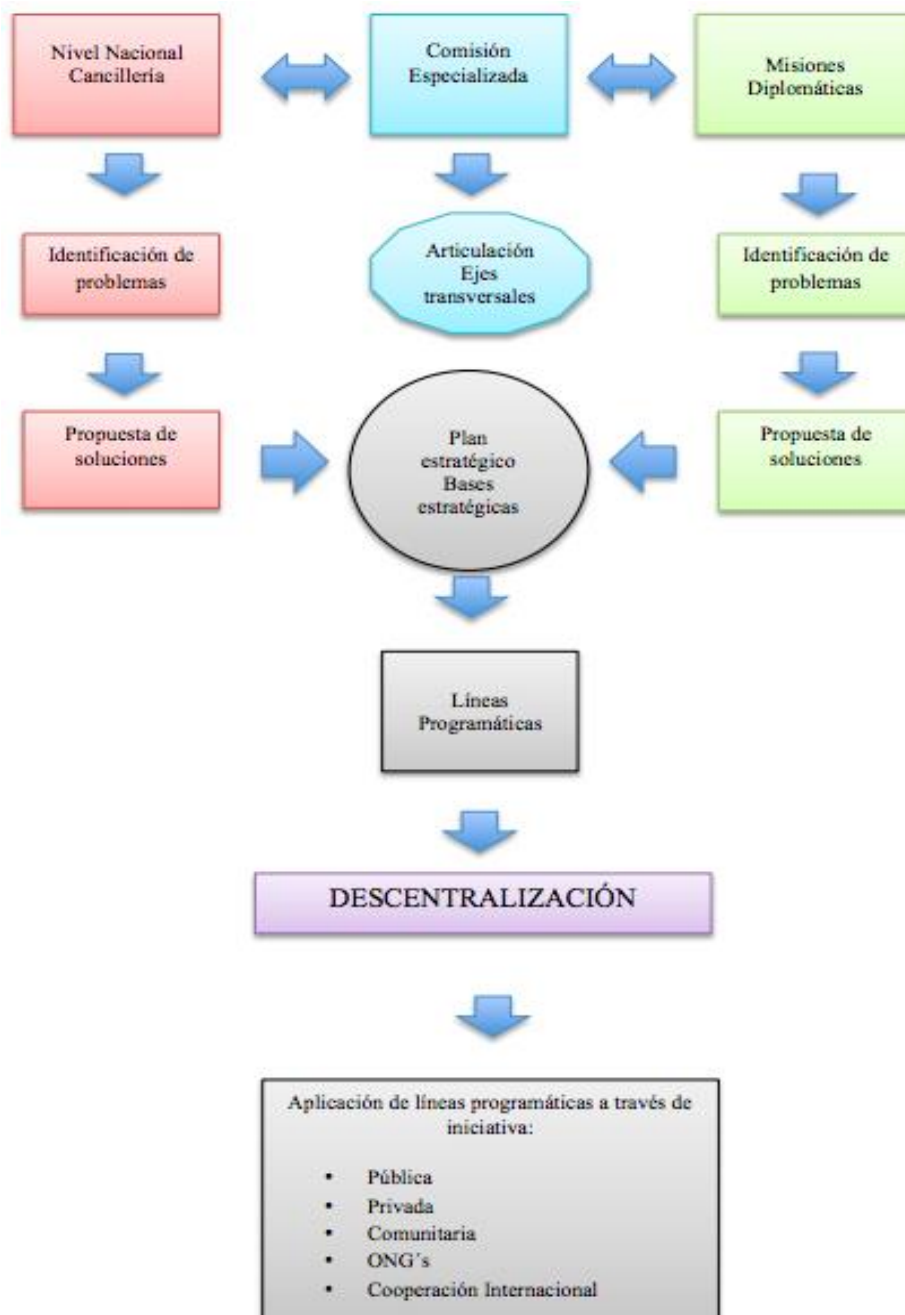 Nivel Nacional
Cancillería
Comisión
Especializada
Misiones
Diplomáticas
Identificación de
problemas
Articulación
Ejes
transversales
Identificación de
problemas
Propuesta de
soluciones
Plan
estratégico
Bases
estratégicas
Propuesta de
soluciones
Líneas
Programáticas
DESCENTRALIZACIÓN
Aplicación de líneas programáticas a través de
iniciativa:
▪ Pública
▪ Privada
▪ Comunitaria
▪ ONG´s
▪ Cooperación Internacional